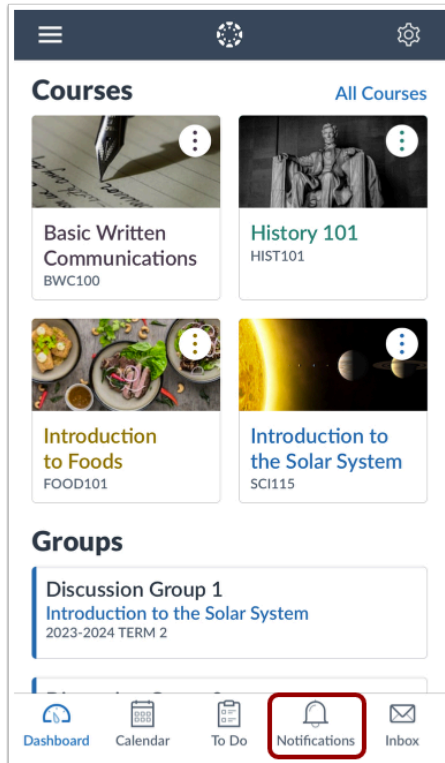 Courses
All Courses
Basic Written
Communications
BWC100
History 101
HIST101
Introduction
to Foods
FOOD101
Introduction to
the Solar System
SCI115
Groups
Discussion Group 1
Introduction to the Solar System
2023-2024 TERM 2
Dashboard
Calendar
To Do
Notifications
Inbox